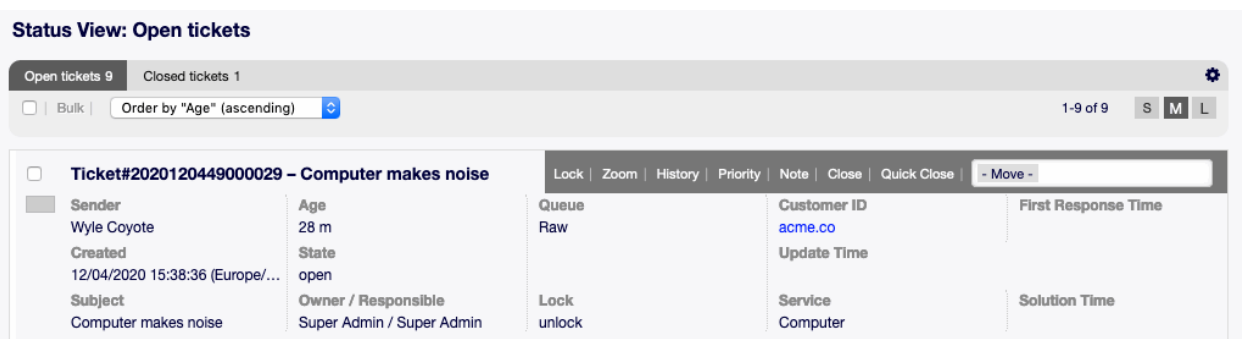 Status View: Open tickets
Open tickets 9 Closed tickets 1
Bulk | Order by "Age" (ascending) 1-9 of 9 S M L
Ticket#2020120449000029 – Computer makes noise Lock | Zoom | History | Priority | Note | Close | Quick Close | - Move -
Sender Age Queue Customer ID First Response Time
Wyle Coyote 28 m Raw acme.co
Created State Update Time
12/04/2020 15:38:36 (Europe/... open
Subject Owner / Responsible Lock Service Solution Time
Computer makes noise Super Admin / Super Admin unlock Computer